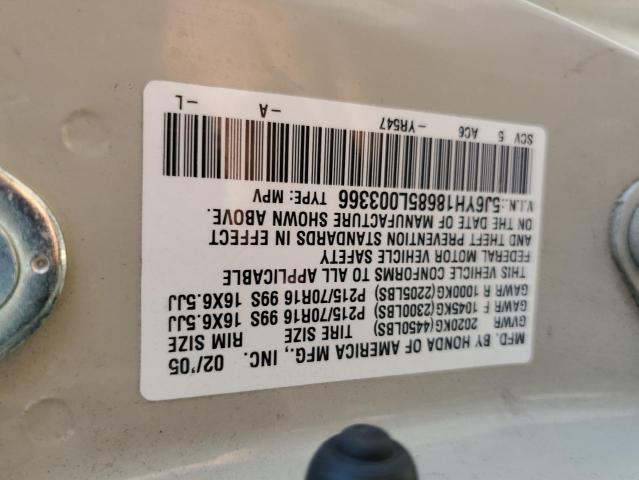 MFD. BY HONDA OF AMERICA MFG., INC. 02/'05
GVWR 2020KG(4450LBS) TIRE SIZE RIM SIZE
GAWR F 1045KG(2300LBS) P215/70R16 99S 16X6.5JJ
GAWR R 1000KG(2205LBS) P215/70R16 99S 16X6.5JJ
THIS VEHICLE CONFORMS TO ALL APPLICABLE
FEDERAL MOTOR VEHICLE SAFETY
AND THEFT PREVENTION STANDARDS IN EFFECT
ON THE DATE OF MANUFACTURE SHOWN ABOVE.
V.I.N.: 5J6YH18685L003366 TYPE: MPV
SCV 5 AC6 -YR547 -A -L